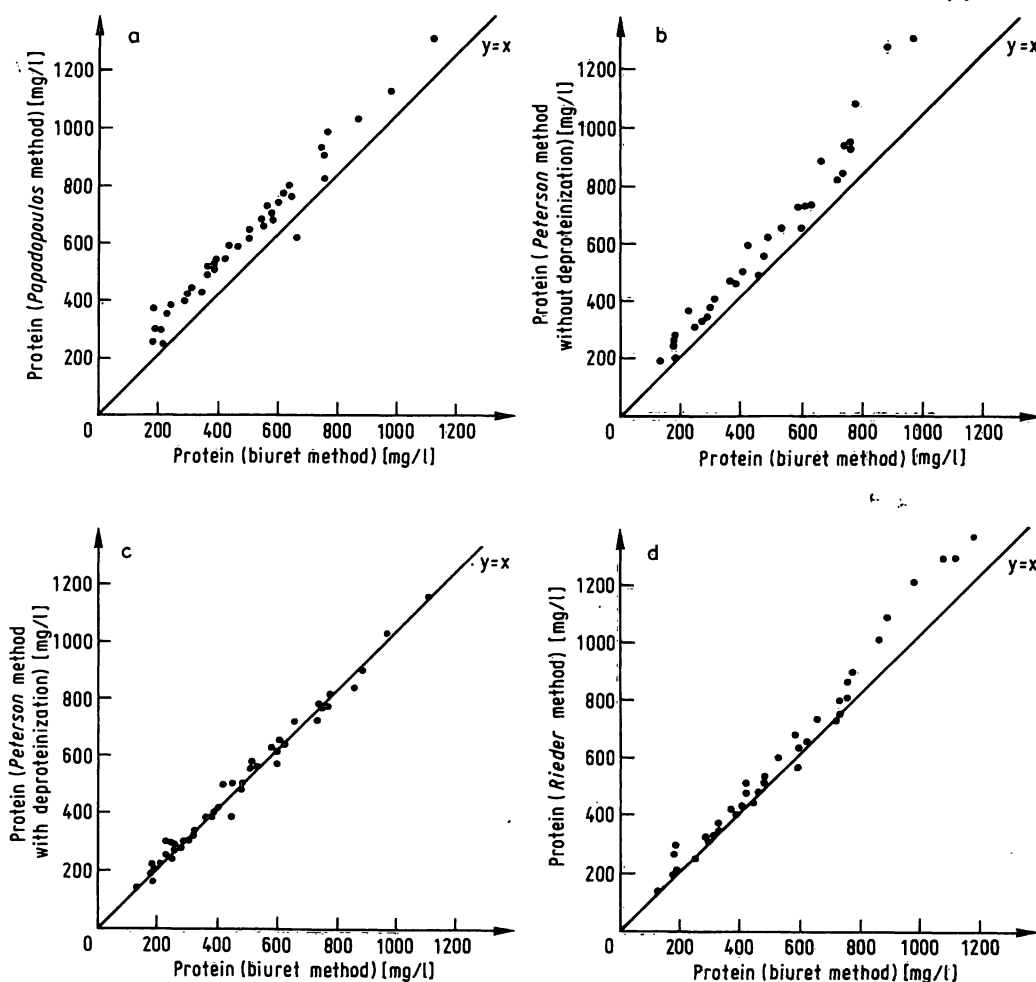 a
y=x
Protein (Papadopoulos method) [mg/l]
1200
1000
800
600
400
200
0
200 400 600 800 1000 1200
Protein (biuret method) [mg/l]
b
y=x
Protein (Peterson method
without deproteinization) [mg/l]
1200
1000
800
600
400
200
0
200 400 600 800 1000 1200
Protein (biuret method) [mg/l]
c
y=x
Protein (Peterson method
with deproteinization) [mg/l]
1200
1000
800
600
400
200
0
200 400 600 800 1000 1200
Protein (biuret method) [mg/l]
d
y=x
Protein (Rieder method) [mg/l]
1200
1000
800
600
400
200
0
200 400 600 800 1000 1200
Protein (biuret method) [mg/l]